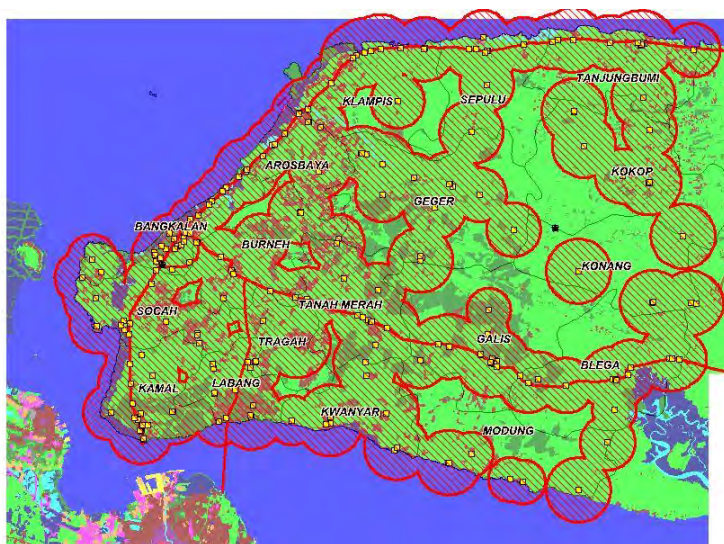 TANJUNGBUMI
KLAMPIS
SEPULU
AROSBAYA
KOKOP
GEGER
BANGKALAN
BURNEH
KONANG
TANAH MERAH
SOCAH
GALIS
TRAGAH
BLEGA
LABANG
KAMAL
KWANYAR
MODUNG